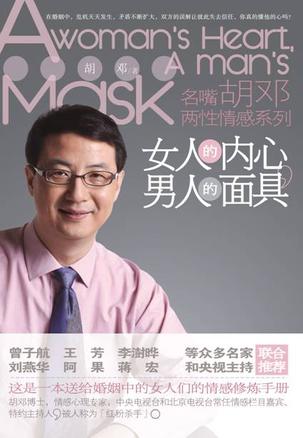 在婚姻中，危机天天发生，矛盾不断扩大，双方的误解让彼此失去信任，你真的懂他的心吗？
A woman's Heart,
A man's
Mask
胡 邓 著
名嘴胡邓
两性情感系列
女人的内心
男人的面具
曾子航 王 芳 李澍晔 等众多名家 联合
刘燕华 阿 果 蒋 宏 和央视主持 推荐
这是一本送给婚姻中的女人们的情感修炼手册
胡邓博士，情感心理专家，中央电视台和北京电视台常任情感栏目嘉宾、
特约主持人，被人称为「红粉杀手」。